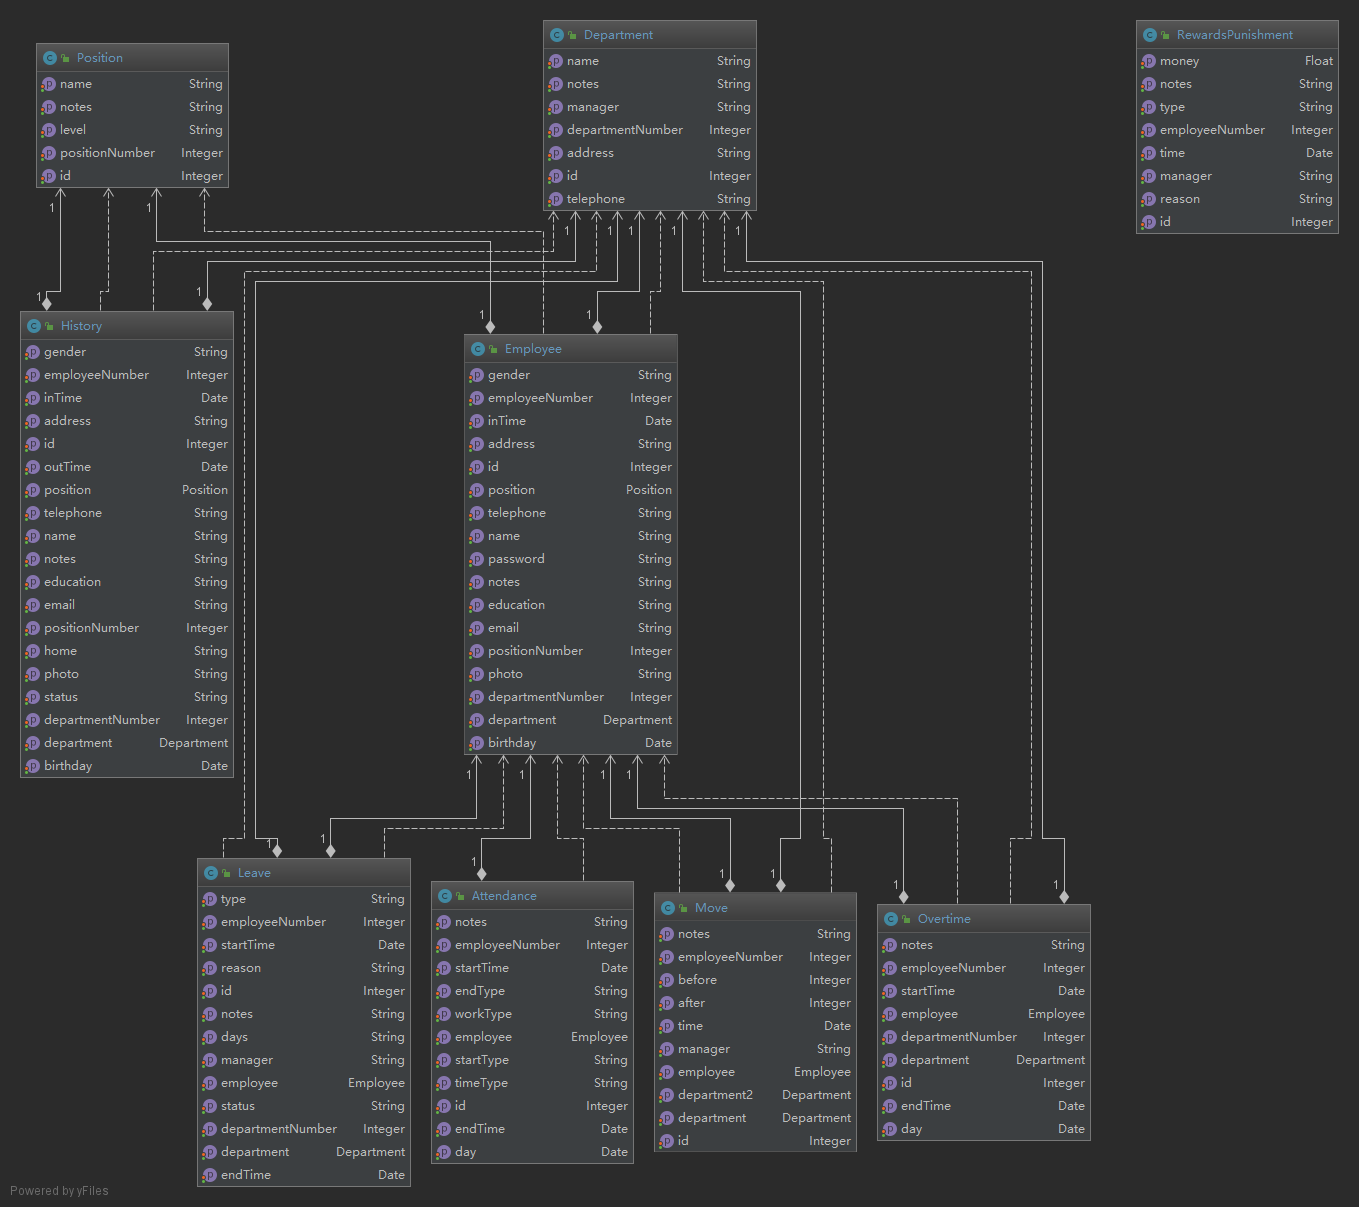 Position
name String
notes String
level String
positionNumber Integer
id Integer
Department
name String
notes String
manager String
departmentNumber Integer
address String
id Integer
telephone String
RewardsPunishment
money Float
notes String
type String
employeeNumber Integer
time Date
manager String
reason String
id Integer
1
1
1
1
1
1
1
1
1
1
1
History
gender String
employeeNumber Integer
inTime Date
address String
id Integer
outTime Date
position Position
telephone String
name String
notes String
education String
email String
positionNumber Integer
home String
photo String
status String
departmentNumber Integer
department Department
birthday Date
Employee
gender String
employeeNumber Integer
inTime Date
address String
id Integer
position Position
telephone String
name String
password String
notes String
education String
email String
positionNumber Integer
photo String
departmentNumber Integer
department Department
birthday Date
1
1
1
1
1
1
1
1
1
1
1
Leave
type String
employeeNumber Integer
startTime Date
reason String
id Integer
notes String
days String
manager String
employee Employee
status String
departmentNumber Integer
department Department
endTime Date
Attendance
notes String
employeeNumber Integer
startTime Date
endType String
workType String
employee Employee
startType String
timeType String
id Integer
endTime Date
day Date
Move
notes String
employeeNumber Integer
before Integer
after Integer
time Date
manager String
employee Employee
department2 Department
department Department
id Integer
Overtime
notes String
employeeNumber Integer
startTime Date
employee Employee
departmentNumber Integer
department Department
id Integer
endTime Date
day Date
Powered by yFiles